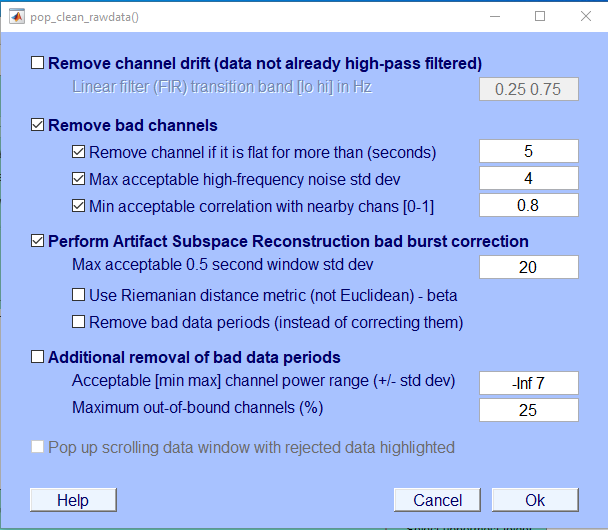 pop_clean_rawdata()
Remove channel drift (data not already high-pass filtered)
Linear filter (FIR) transition band [lo hi] in Hz
0.25 0.75
Remove bad channels
Remove channel if it is flat for more than (seconds)
5
Max acceptable high-frequency noise std dev
4
Min acceptable correlation with nearby chans [0-1]
0.8
Perform Artifact Subspace Reconstruction bad burst correction
Max acceptable 0.5 second window std dev
20
Use Riemanian distance metric (not Euclidean) - beta
Remove bad data periods (instead of correcting them)
Additional removal of bad data periods
Acceptable [min max] channel power range (+/- std dev)
-Inf 7
Maximum out-of-bound channels (%)
25
Pop up scrolling data window with rejected data highlighted
Help
Cancel
Ok